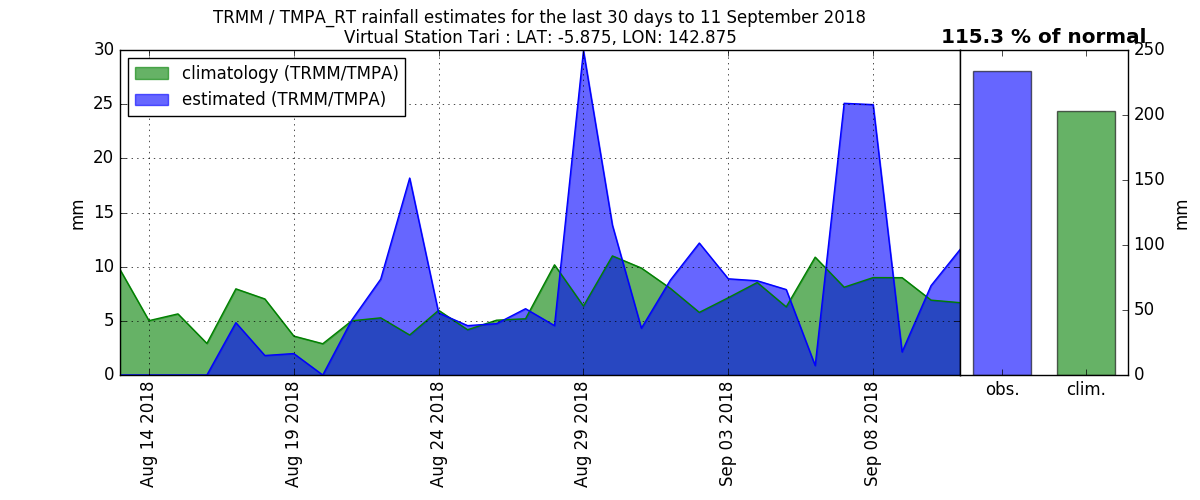 TRMM / TMPA_RT rainfall estimates for the last 30 days to 11 September 2018
Virtual Station Tari : LAT: -5.875, LON: 142.875
115.3 % of normal
climatology (TRMM/TMPA)
estimated (TRMM/TMPA)
30
25
20
15
10
5
0
mm
Aug 14 2018
Aug 19 2018
Aug 24 2018
Aug 29 2018
Sep 03 2018
Sep 08 2018
obs.
clim.
250
200
150
100
50
0
mm